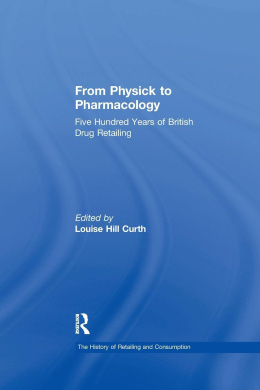 From Physick to
Pharmacology
Five Hundred Years of British
Drug Retailing
Edited by
Louise Hill Curth
Routledge
The History of Retailing and Consumption